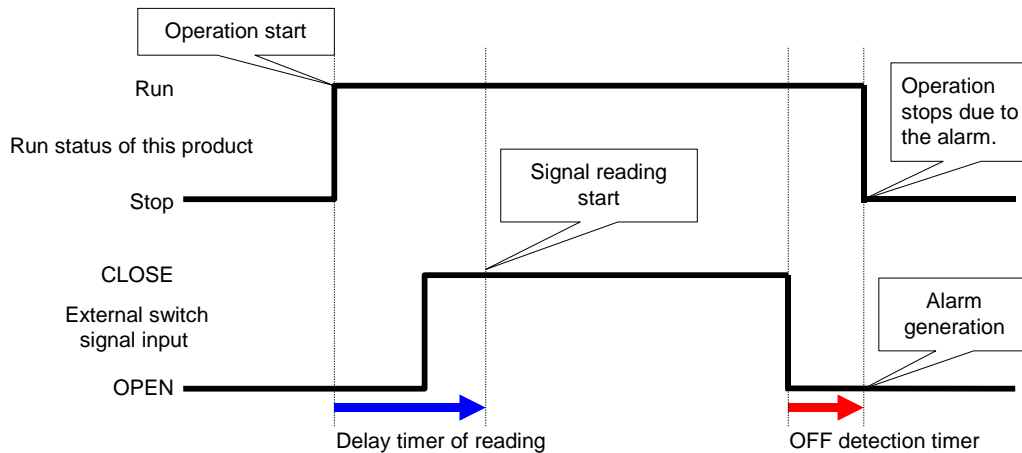 Operation start
Run
Operation
stops due to
the alarm.
Run status of this product
Signal reading
start
Stop
CLOSE
External switch
signal input
Alarm
generation
OPEN
Delay timer of reading
OFF detection timer